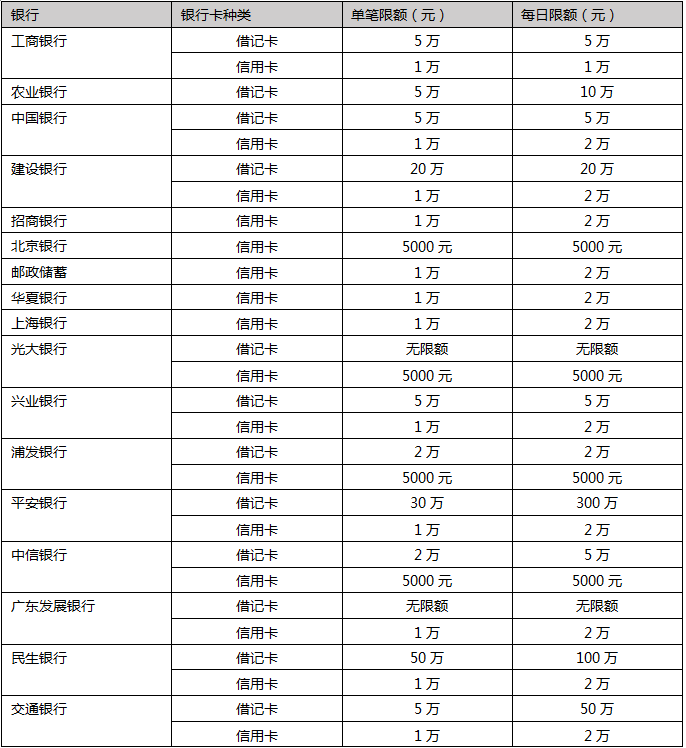 银行 银行卡种类 单笔限额（元） 每日限额（元）
工商银行 借记卡 5 万 5 万
信用卡 1 万 1 万
农业银行 借记卡 5 万 10 万
中国银行 借记卡 5 万 5 万
信用卡 1 万 2 万
建设银行 借记卡 20 万 20 万
信用卡 1 万 2 万
招商银行 信用卡 1 万 2 万
北京银行 信用卡 5000 元 5000 元
邮政储蓄 信用卡 1 万 2 万
华夏银行 信用卡 1 万 2 万
上海银行 信用卡 1 万 2 万
光大银行 借记卡 无限额 无限额
信用卡 5000 元 5000 元
兴业银行 借记卡 5 万 5 万
信用卡 1 万 2 万
浦发银行 借记卡 2 万 2 万
信用卡 5000 元 5000 元
平安银行 借记卡 30 万 300 万
信用卡 1 万 2 万
中信银行 借记卡 2 万 5 万
信用卡 5000 元 5000 元
广东发展银行 借记卡 无限额 无限额
信用卡 1 万 2 万
民生银行 借记卡 50 万 100 万
信用卡 1 万 2 万
交通银行 借记卡 5 万 50 万
信用卡 1 万 2 万